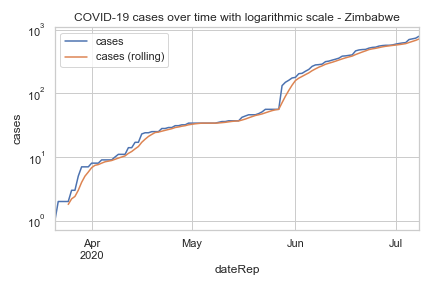 COVID-19 cases over time with logarithmic scale - Zimbabwe
cases
cases (rolling)
10³
10²
10¹
10⁰
cases
Apr
2020
May
Jun
Jul
dateRep